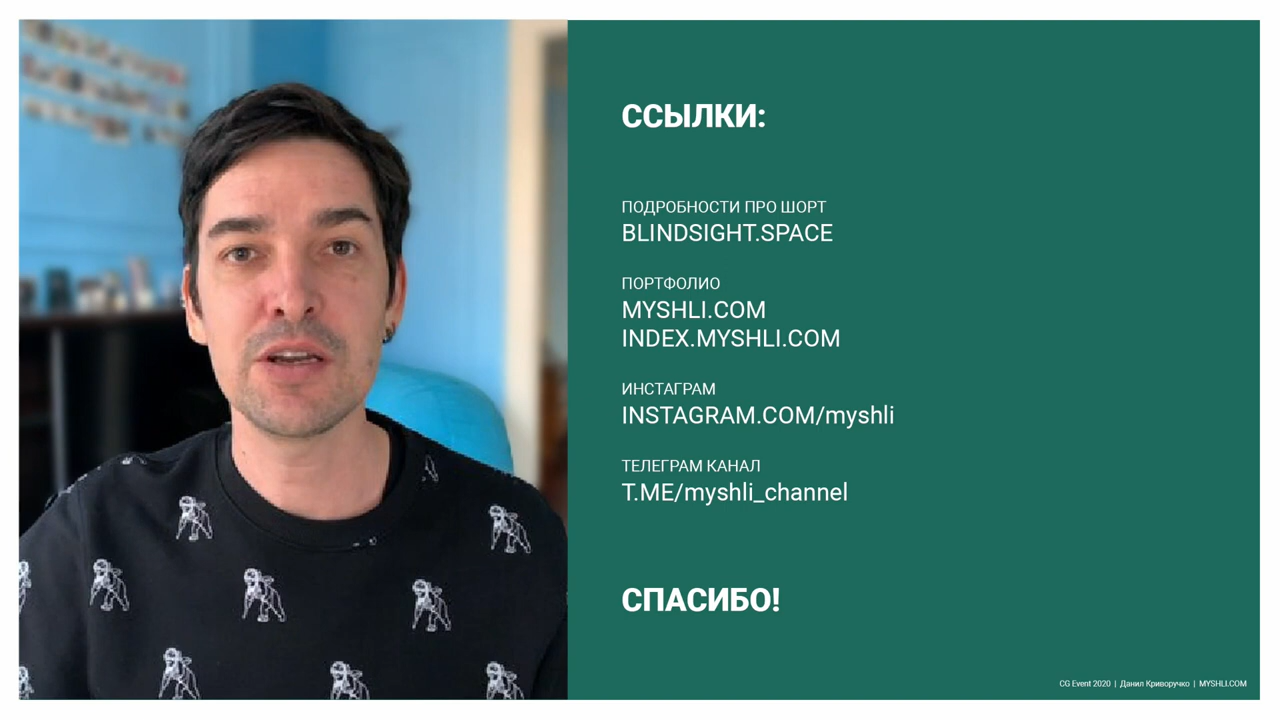 ССЫЛКИ:
ПОДРОБНОСТИ ПРО ШОРТ
BLINDSIGHT.SPACE
ПОРТФОЛИО
MYSHLI.COM
INDEX.MYSHLI.COM
ИНСТАГРАМ
INSTAGRAM.COM/myshli
ТЕЛЕГРАМ КАНАЛ
T.ME/myshli_channel
СПАСИБО!
CG Event 2020 | Данил Криворучко | MYSHLI.COM